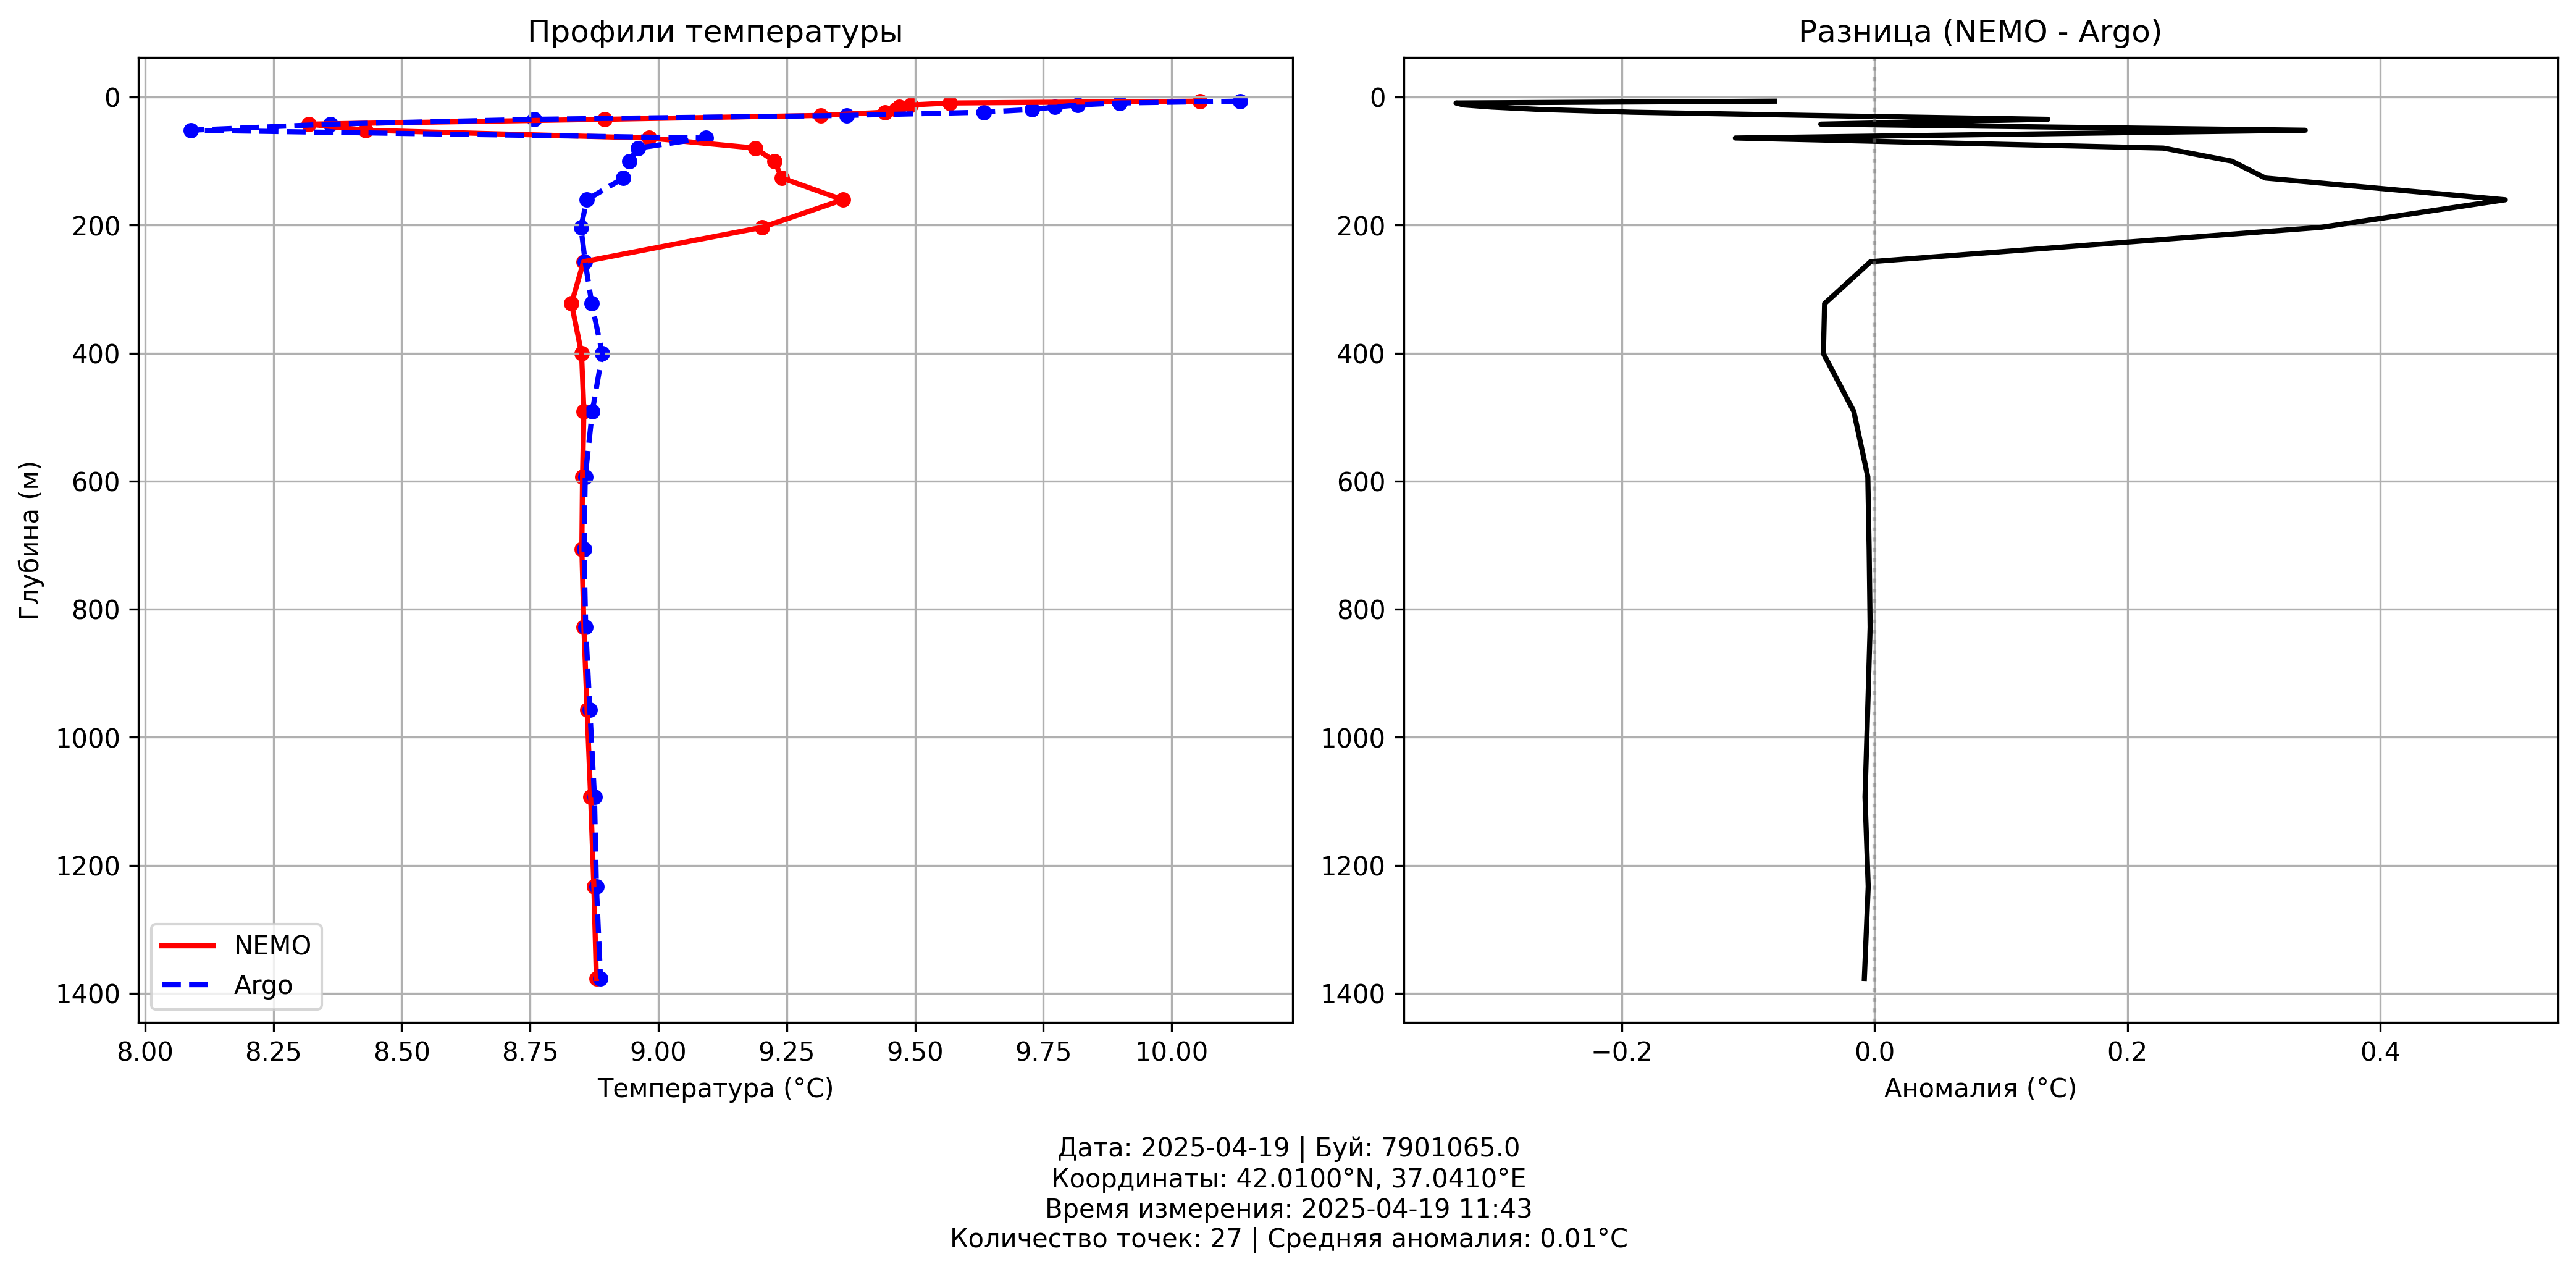 Профили температуры
Глубина (м)
0
200
400
600
800
1000
1200
1400
8.00 8.25 8.50 8.75 9.00 9.25 9.50 9.75 10.00
Температура (°C)
NEMO
Argo
Разница (NEMO - Argo)
0
200
400
600
800
1000
1200
1400
−0.2 0.0 0.2 0.4
Аномалия (°C)
Дата: 2025-04-19 | Буй: 7901065.0
Координаты: 42.0100°N, 37.0410°E
Время измерения: 2025-04-19 11:43
Количество точек: 27 | Средняя аномалия: 0.01°C